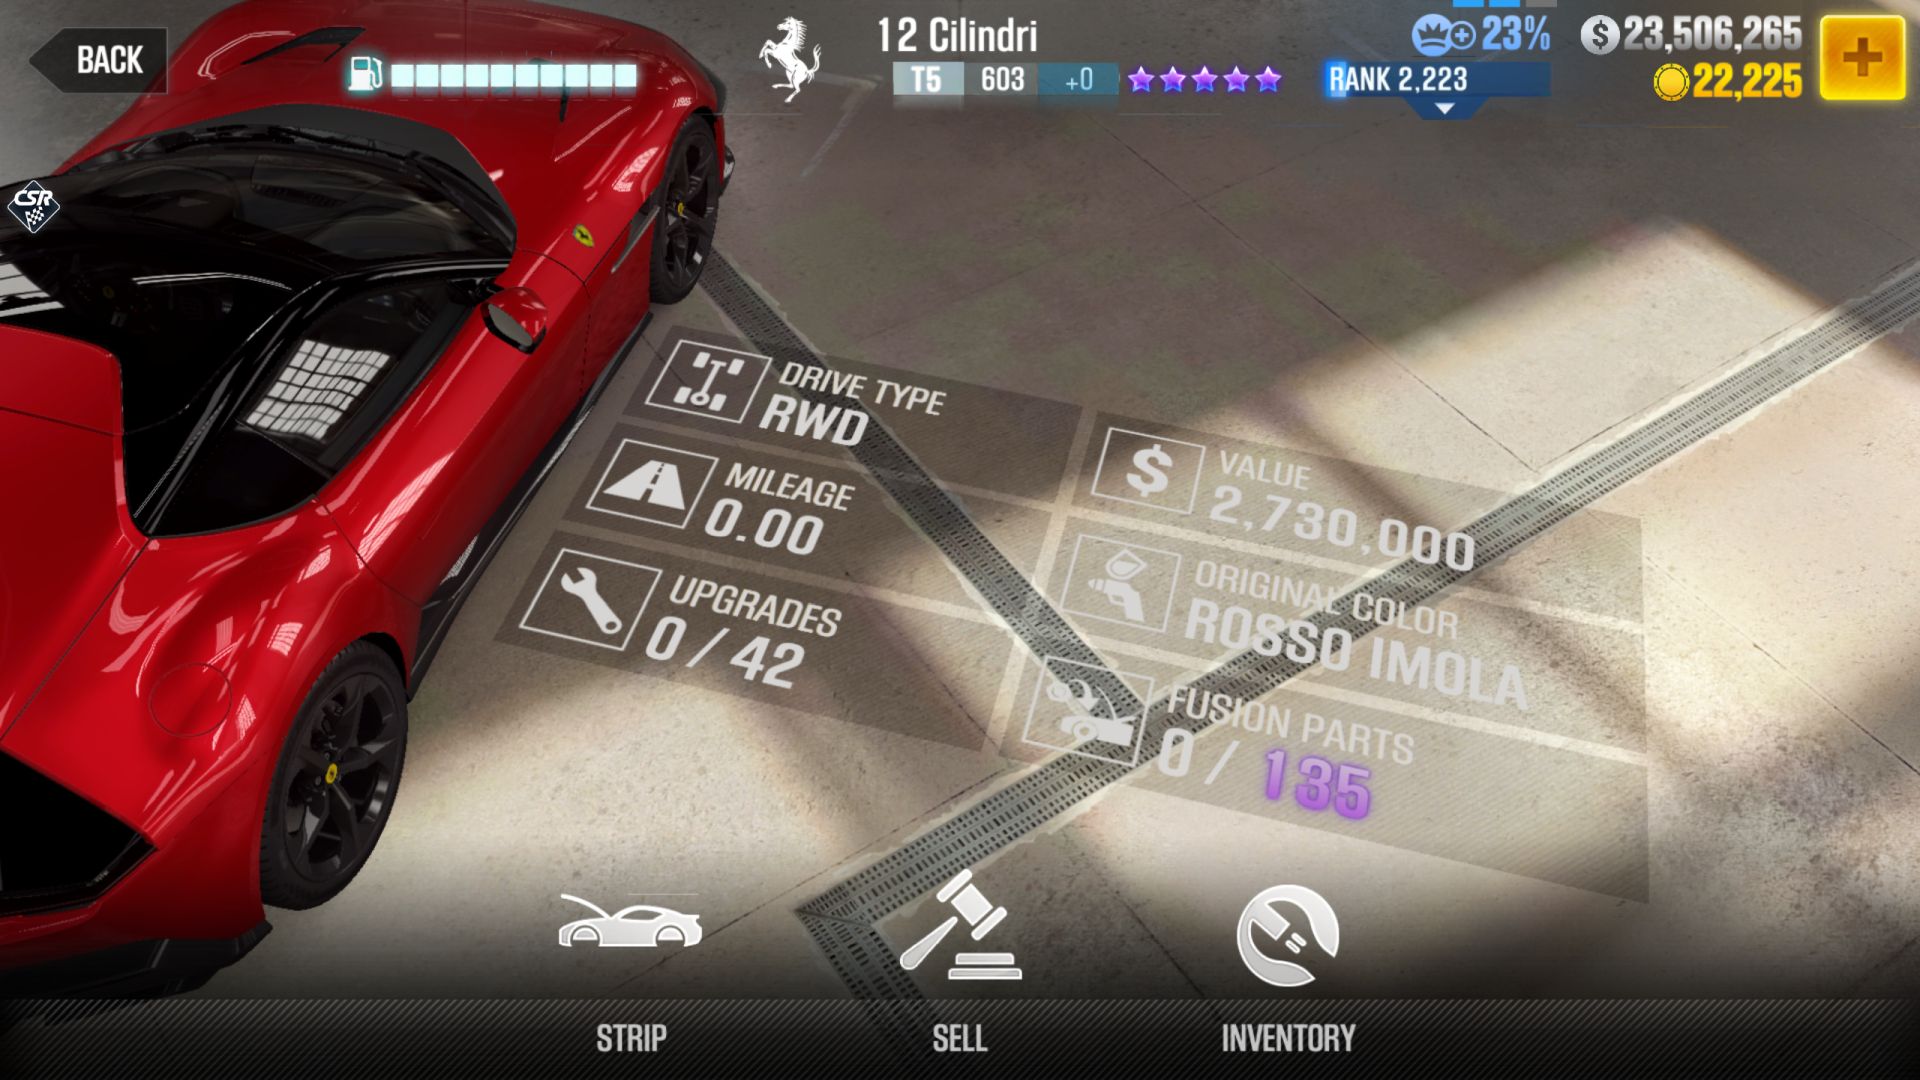 BACK
12 Cilindri
T5 603 +0
23%
RANK 2,223
$ 23,506,265
22,225
CSR
DRIVE TYPE
RWD
MILEAGE
0.00
UPGRADES
0 / 42
$ VALUE
2,730,000
ORIGINAL COLOR
ROSSO IMOLA
FUSION PARTS
0 / 135
STRIP
SELL
INVENTORY